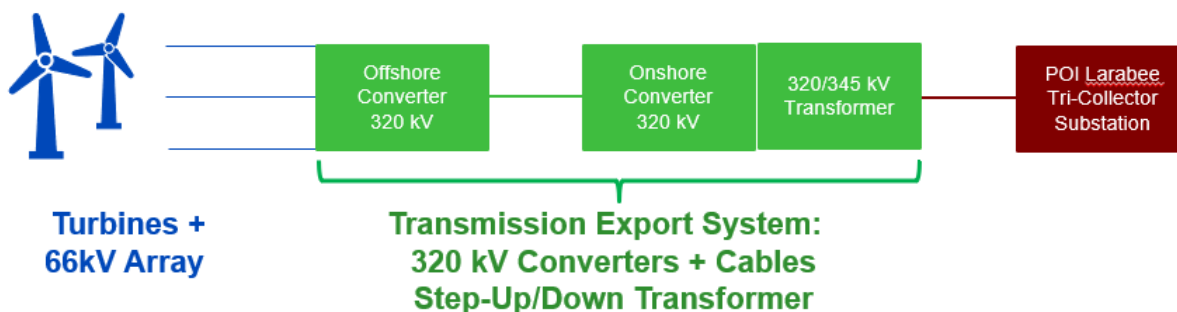 Offshore
Converter
320 kV
Onshore
Converter
320 kV
320/345 kV
Transformer
POI Larabee
Tri-Collector
Substation
Turbines +
66kV Array
Transmission Export System:
320 kV Converters + Cables
Step-Up/Down Transformer